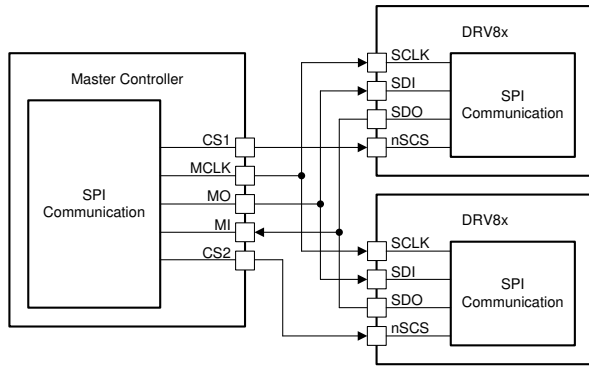 Master Controller
SPI
Communication
CS1
MCLK
MO
MI
CS2
DRV8x
SCLK
SDI
SDO
nSCS
SPI
Communication
DRV8x
SCLK
SDI
SDO
nSCS
SPI
Communication